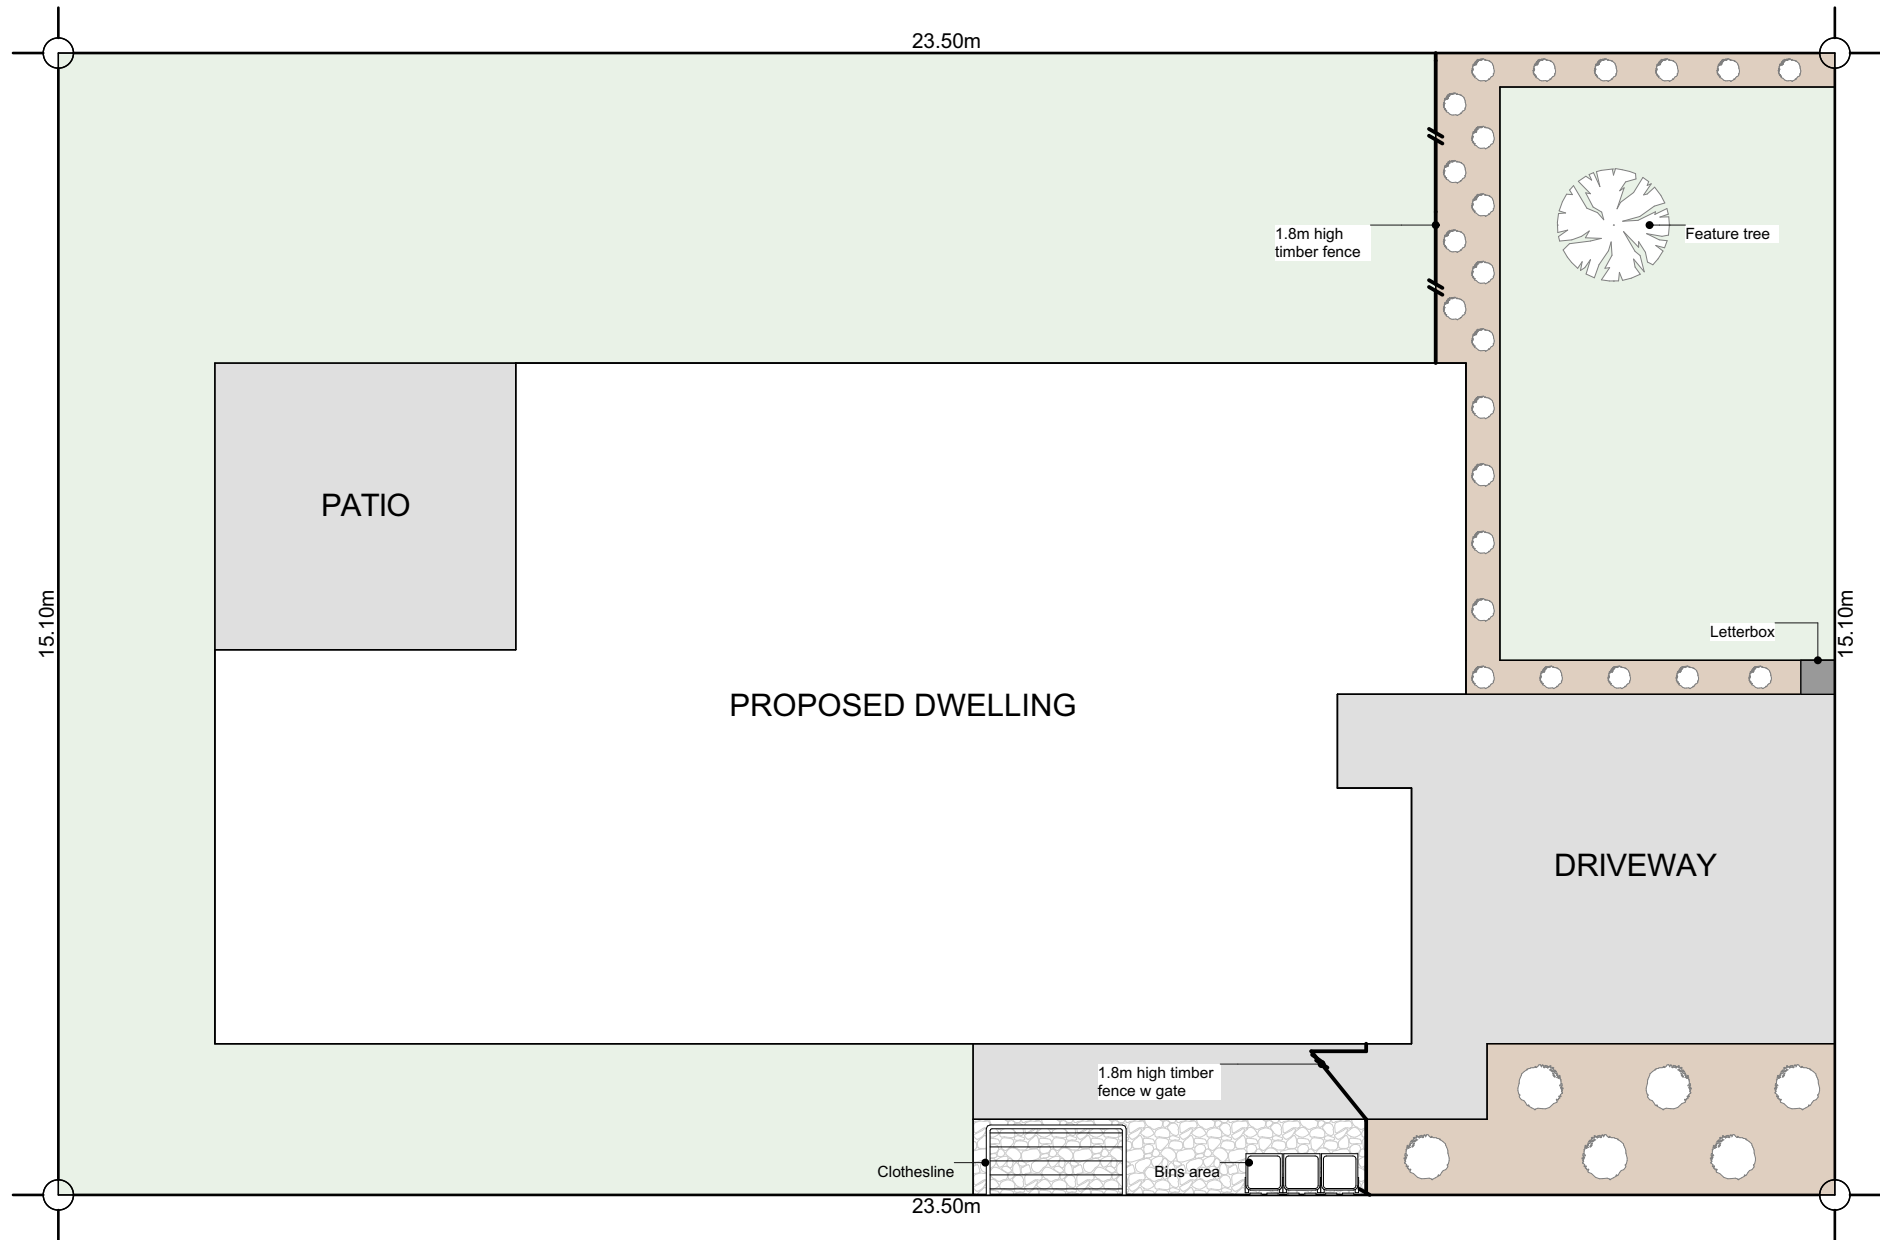 23.50m
1.8m high
timber fence
Feature tree
PATIO
15.10m
15.10m
Letterbox
PROPOSED DWELLING
DRIVEWAY
1.8m high timber
fence w gate
Clothesline
Bins area
23.50m